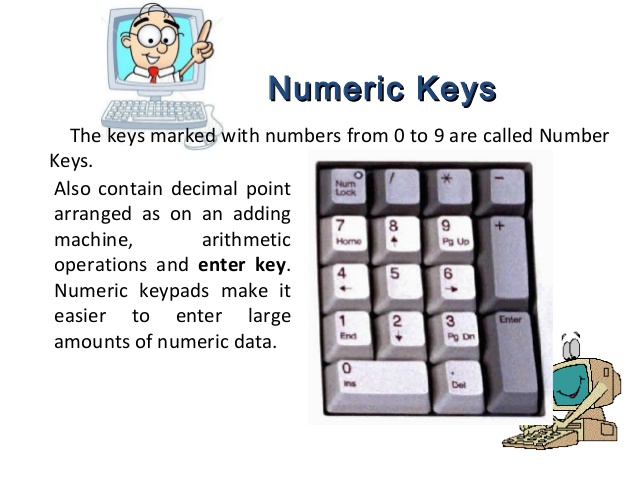 Numeric Keys
The keys marked with numbers from 0 to 9 are called Number
Keys.
Also contain decimal point
arranged as on an adding
machine, arithmetic
operations and enter key.
Numeric keypads make it
easier to enter large
amounts of numeric data.
Num Lock / * -
7 Home 8 9 Pg Up +
4 5 6
1 End 2 3 Pg Dn Enter
0 Ins . Del